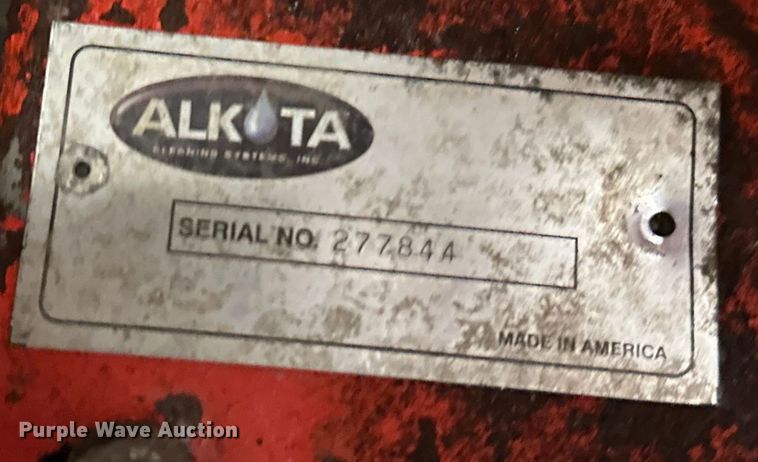 ALKOTA
CLEANING SYSTEMS, INC.
SERIAL NO. 277844
MADE IN AMERICA
Purple Wave Auction